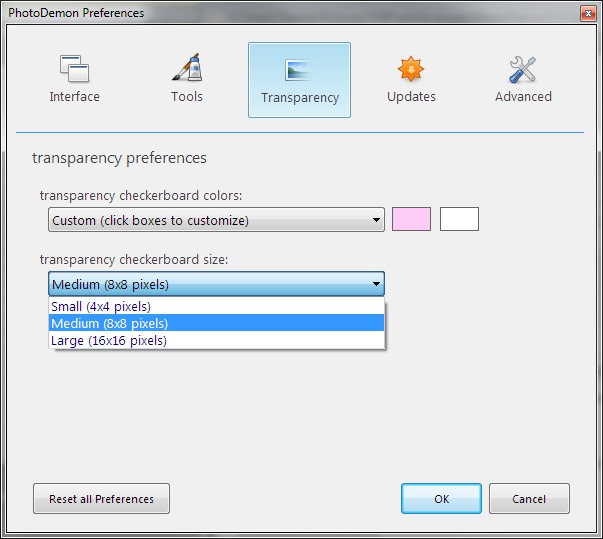 PhotoDemon Preferences
Interface
Tools
Transparency
Updates
Advanced
transparency preferences
transparency checkerboard colors:
Custom (click boxes to customize)
transparency checkerboard size:
Medium (8x8 pixels)
Small (4x4 pixels)
Medium (8x8 pixels)
Large (16x16 pixels)
Reset all Preferences
OK
Cancel